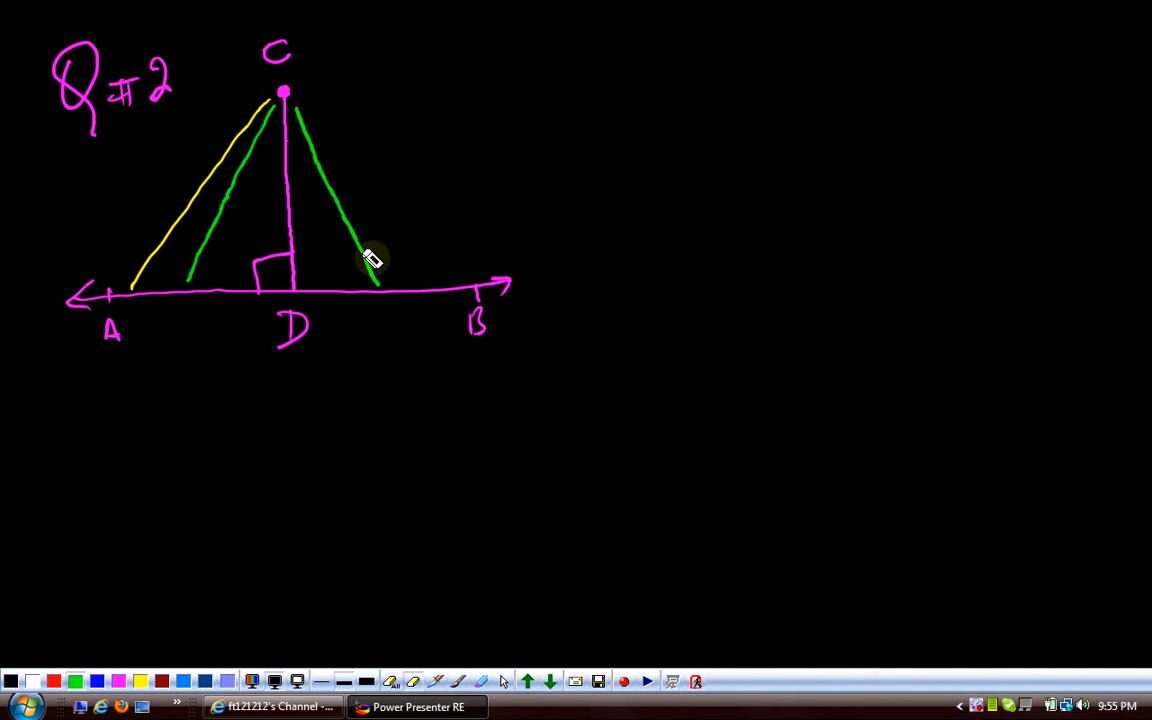 Q #2
C
A
D
B
ft121212's Channel -...
Power Presenter RE
9:55 PM